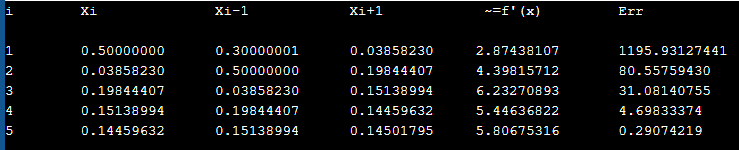 i Xi Xi-1 Xi+1 ~=f'(x) Err
1 0.50000000 0.30000001 0.03858230 2.87438107 1195.93127441
2 0.03858230 0.50000000 0.19844407 4.39815712 80.55759430
3 0.19844407 0.03858230 0.15138994 6.23270893 31.08140755
4 0.15138994 0.19844407 0.14459632 5.44636822 4.69833374
5 0.14459632 0.15138994 0.14501795 5.80675316 0.29074219